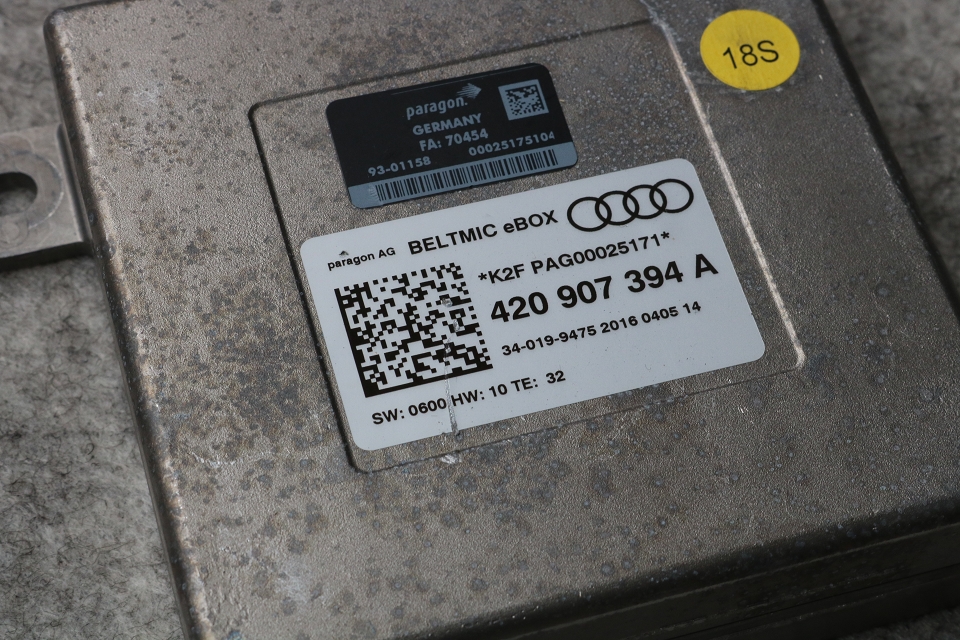 18S
paragon
GERMANY
FA: 70454
93-01158 00025175104
paragon AG BELTMIC eBOX
*K2F PAG00025171*
420 907 394 A
34-019-9475 2016 0405 14
SW: 0600 HW: 10 TE: 32